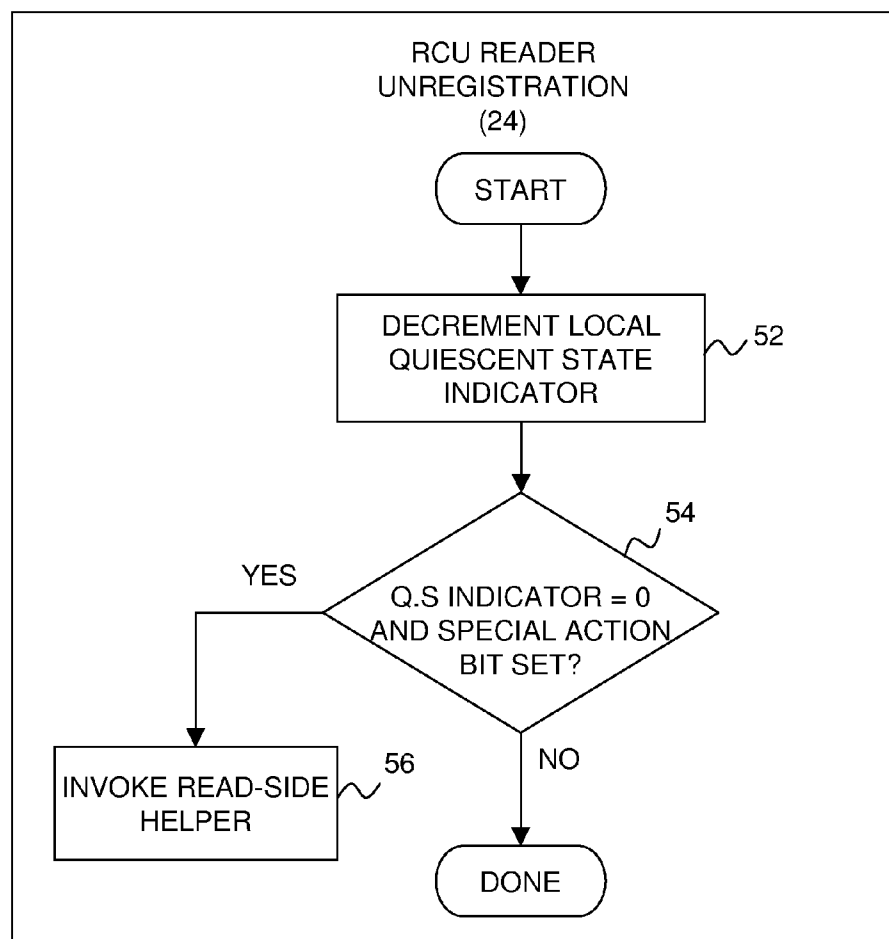 RCU READER
UNREGISTRATION
(24)
START
DECREMENT LOCAL
QUIESCENT STATE
INDICATOR
52
54
YES
Q.S INDICATOR = 0
AND SPECIAL ACTION
BIT SET?
INVOKE READ-SIDE
HELPER
56
NO
DONE